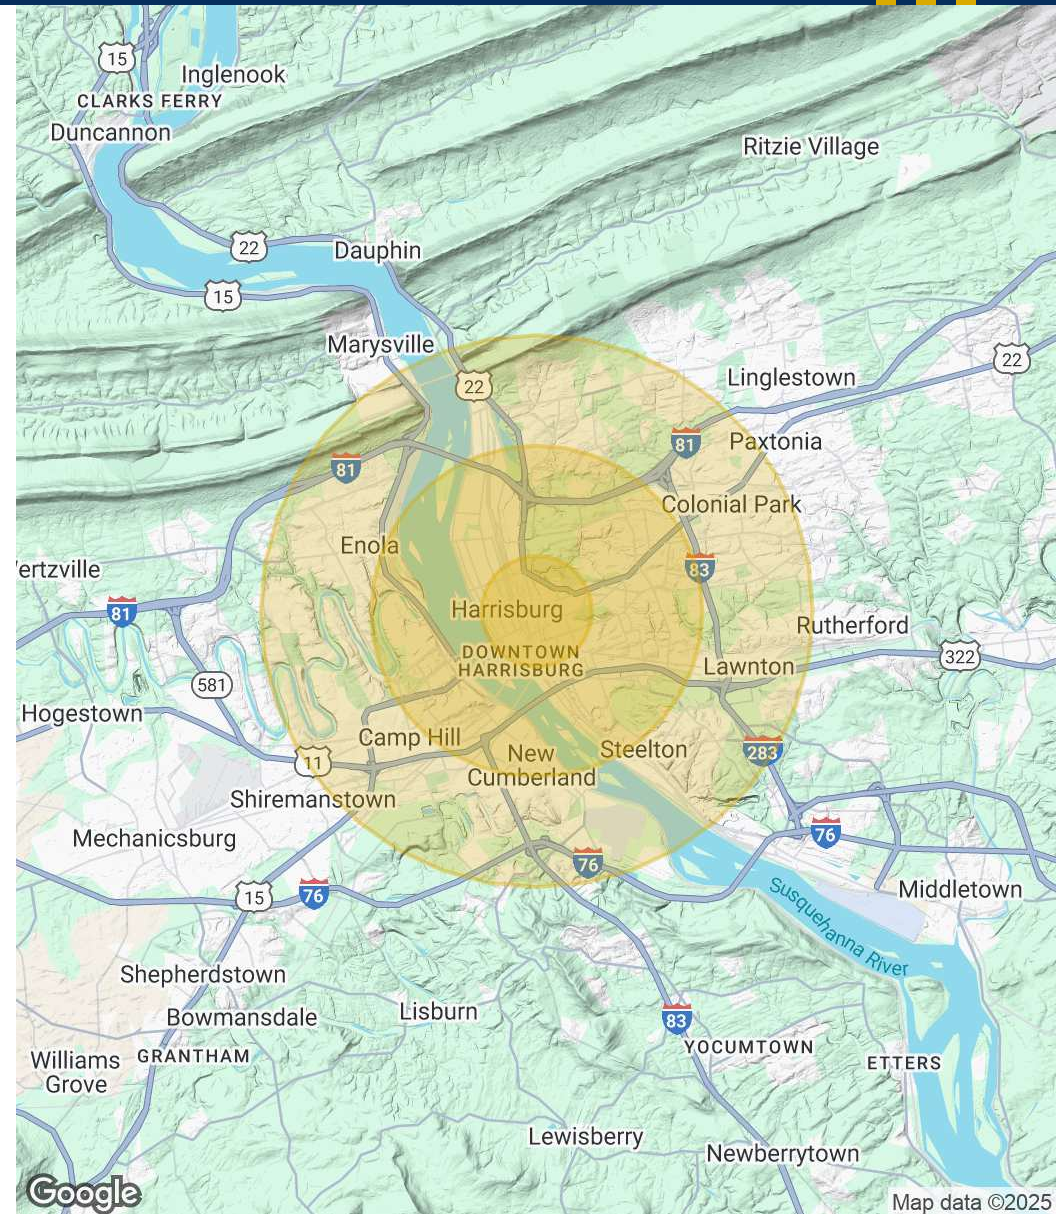 15
Inglenook
CLARKS FERRY
Duncannon
Ritzie Village
22
Dauphin
15
Marysville
22
22
Linglestown
81
Paxtonia
81
Colonial Park
Enola
83
ertzville
81
Harrisburg
Rutherford
DOWNTOWN
HARRISBURG
322
Lawnton
581
Hogestown
Camp Hill
New
Cumberland
Steelton
283
11
Shiremanstown
Mechanicsburg
76
76
15
76
Middletown
Susquehanna River
Shepherdstown
Lisburn
Bowmansdale
83
YOCUMTOWN
GRANTHAM
Williams
Grove
ETTERS
Lewisberry
Newberrytown
Google
Map data ©2025